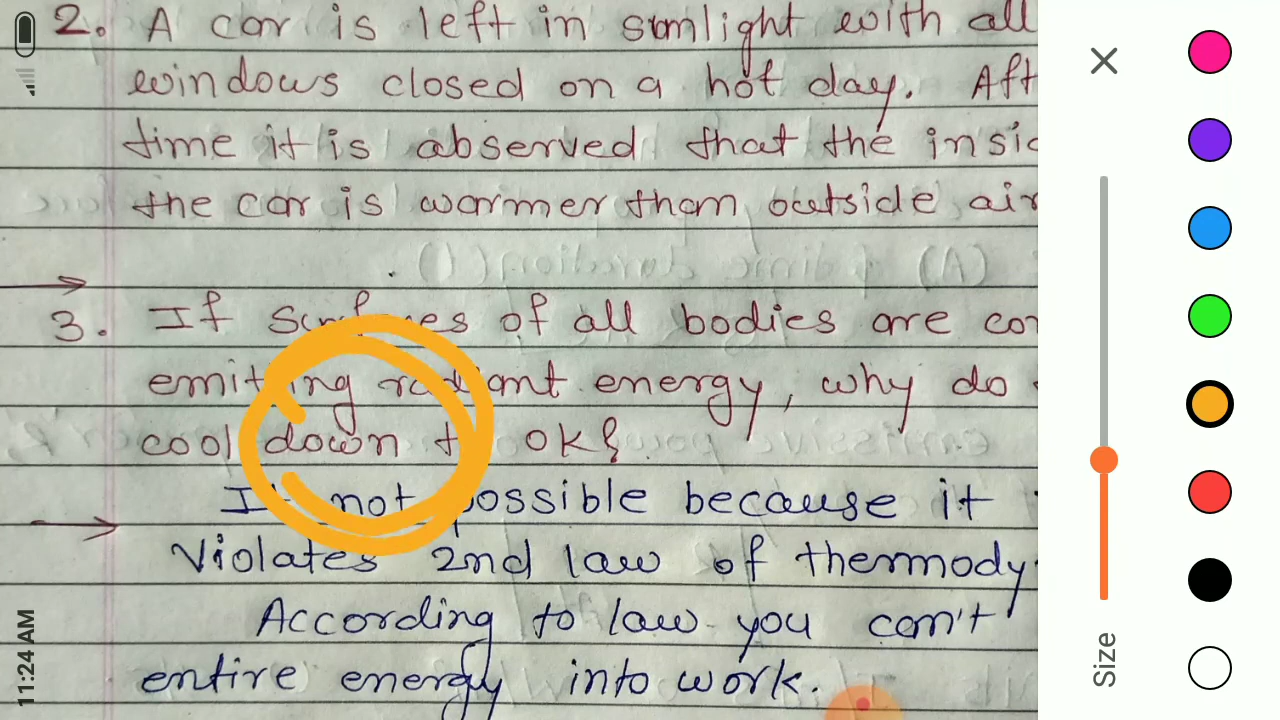 2. A car is left in sunlight with all
windows closed on a hot day. Aft
time it is observed that the insid
the car is warmer than outside air
3. If surfaces of all bodies are con
emitting radiant energy, why do
cool down to OK?
It not possible because it
Violates 2nd law of thermody
According to law you can't
entire energy into work.
Size
11:24 AM